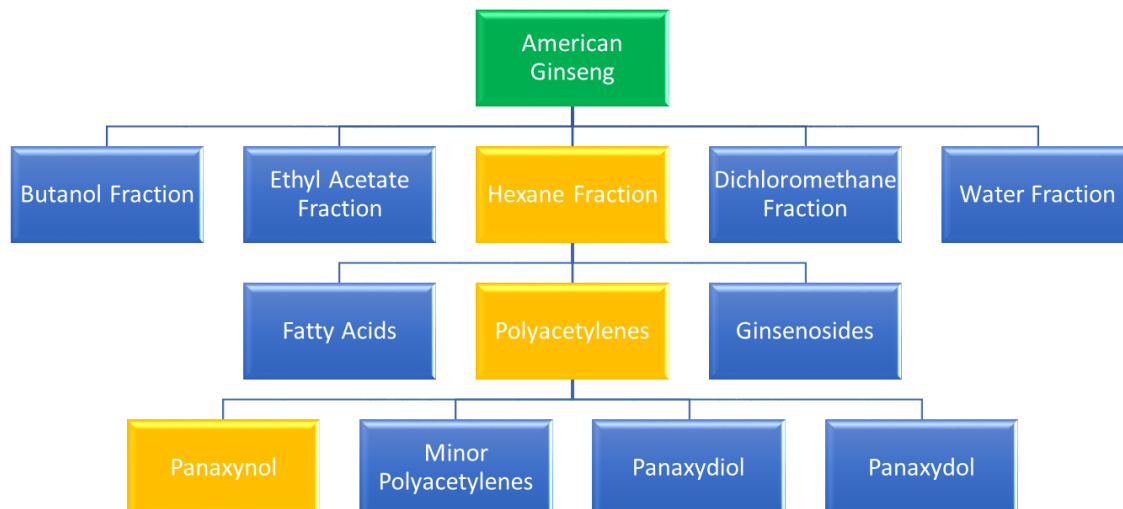 American
Ginseng
Butanol Fraction
Ethyl Acetate
Fraction
Hexane Fraction
Dichloromethane
Fraction
Water Fraction
Fatty Acids
Polyacetylenes
Ginsenosides
Panaxynol
Minor
Polyacetylenes
Panaxydiol
Panaxydol